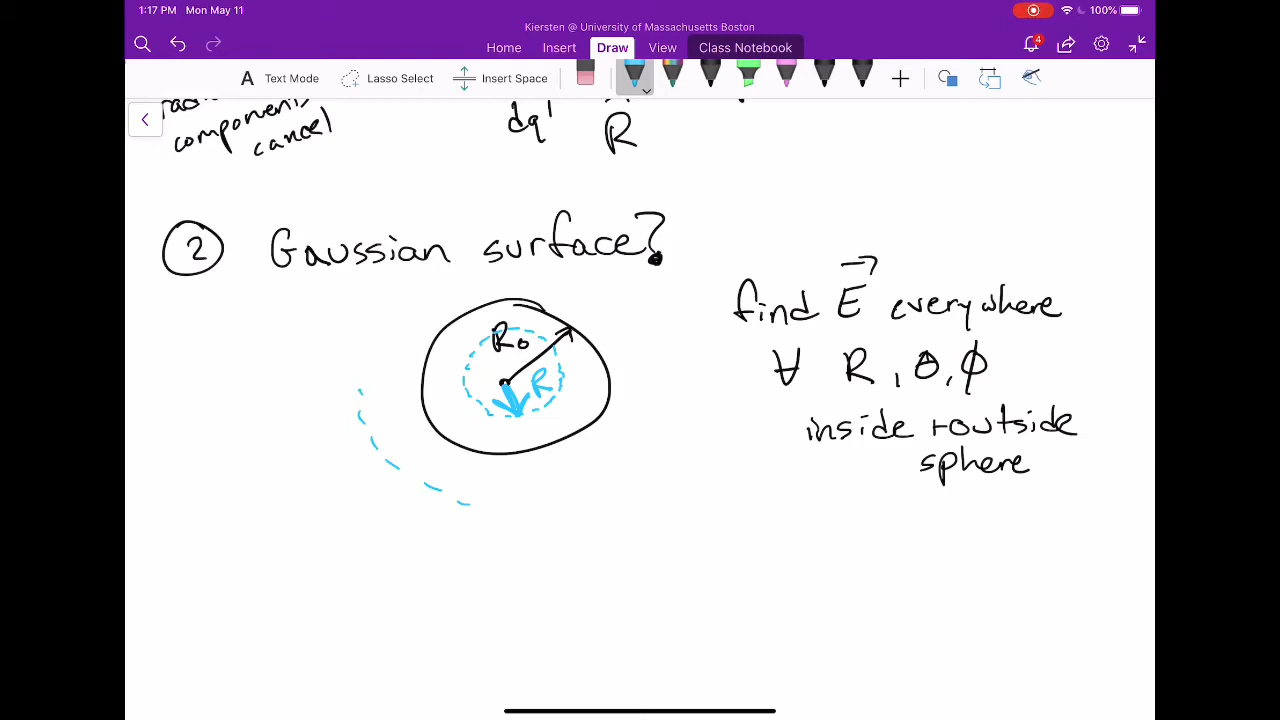 1:17 PM Mon May 11
100%
Kiersten @ University of Massachusetts Boston
Home Insert Draw View Class Notebook
4
A Text Mode Lasso Select Insert Space
components
cancel
dq'
R
2 Gaussian surface?
find E everywhere
∀ R, θ, ϕ
inside + outside
sphere
R₀
R